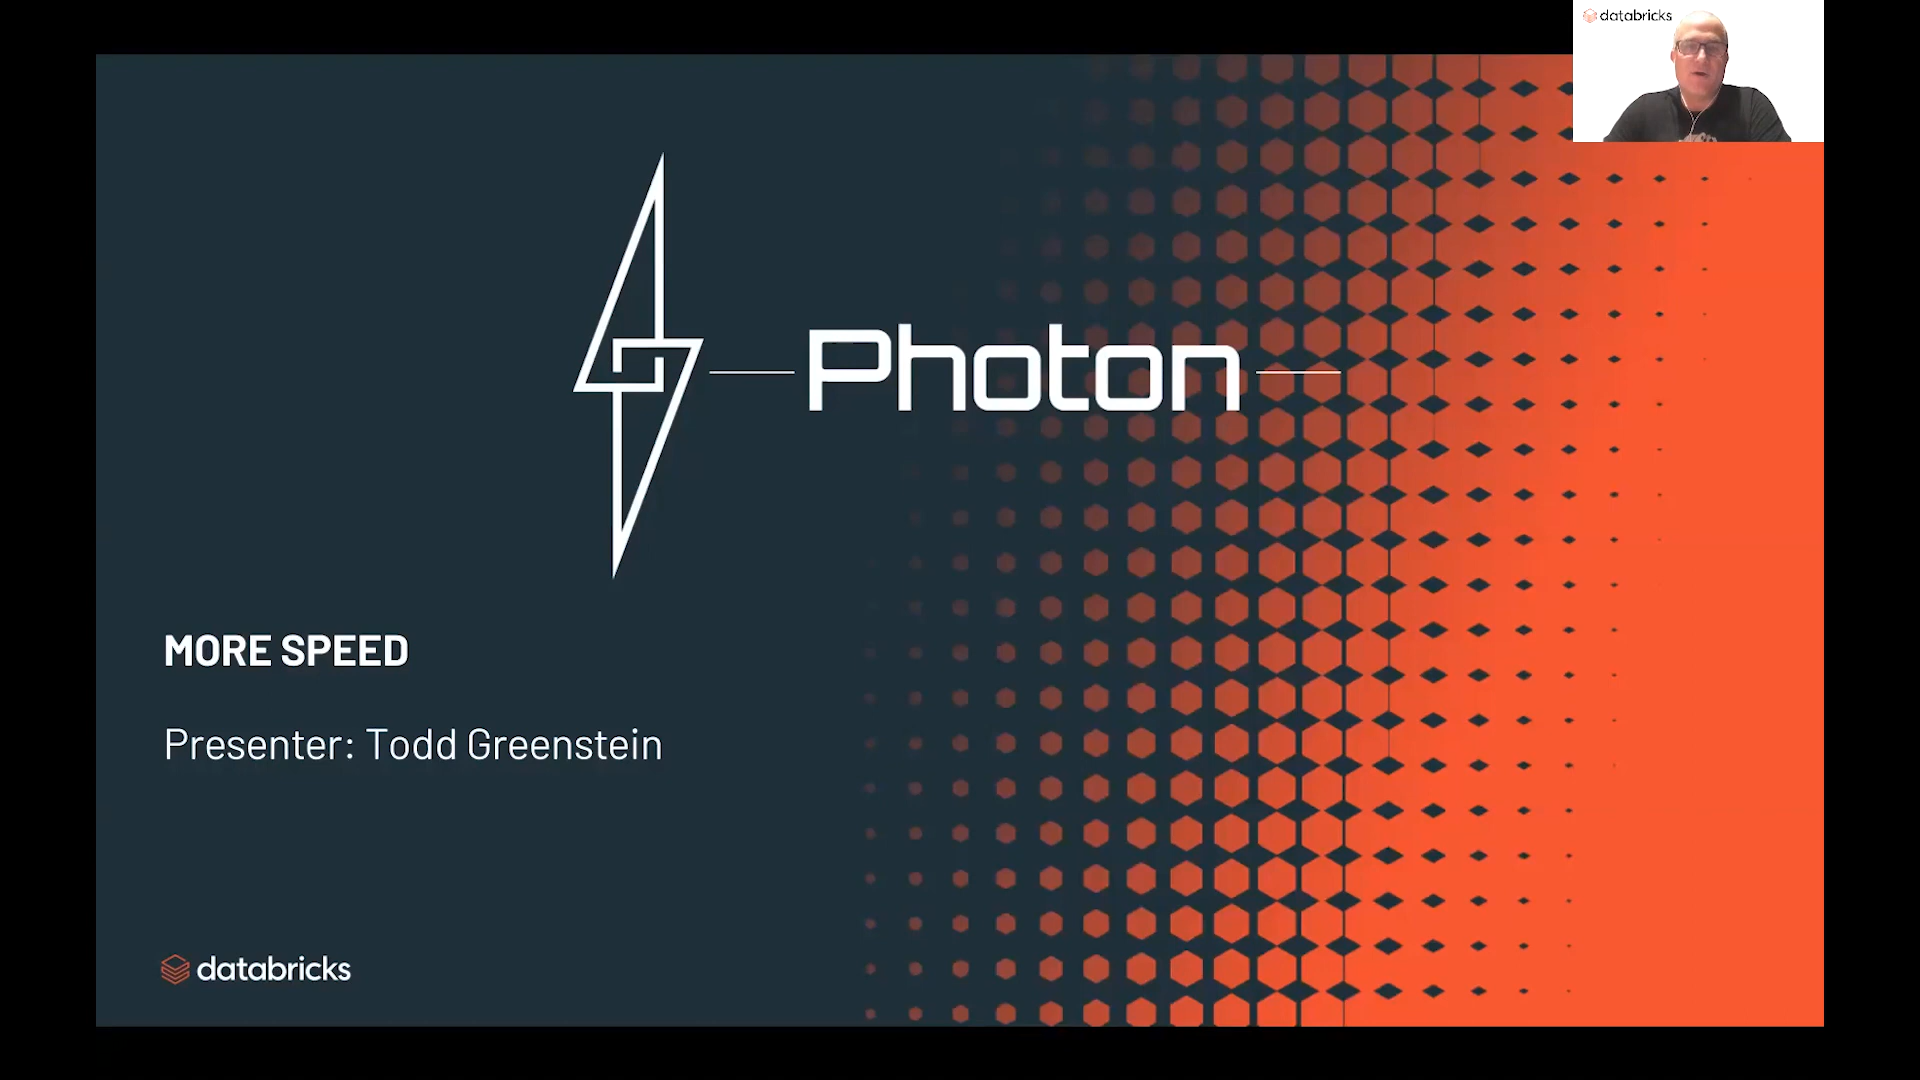 databricks
Photon
MORE SPEED
Presenter: Todd Greenstein
databricks